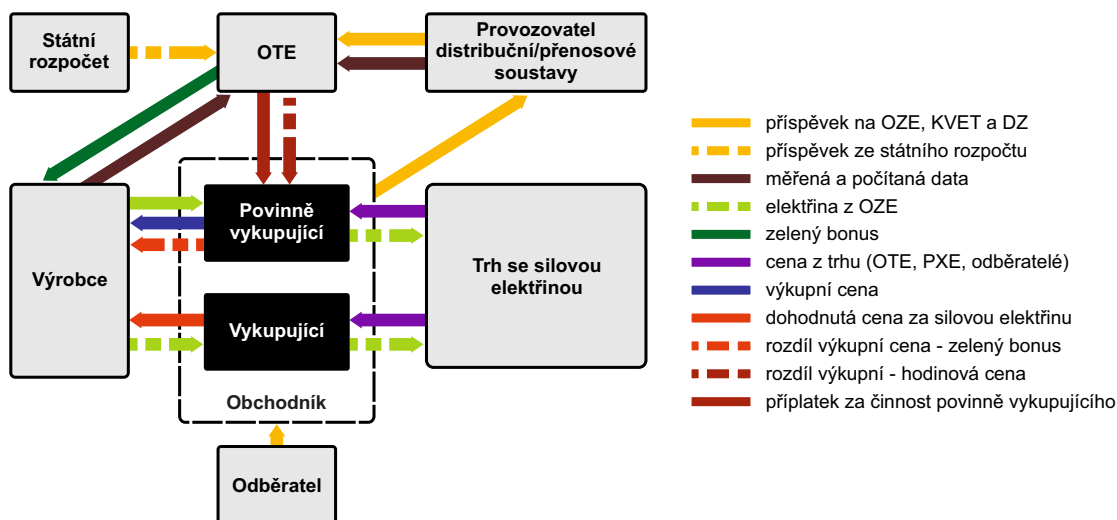 Státní
rozpočet
OTE
Provozovatel
distribuční/přenosové
soustavy
Výrobce
Povinně
vykupující
Vykupující
Obchodník
Trh se silovou
elektřinou
Odběratel
příspěvek na OZE, KVET a DZ
příspěvek ze státního rozpočtu
měřená a počítaná data
elektřina z OZE
zelený bonus
cena z trhu (OTE, PXE, odběratelé)
výkupní cena
dohodnutá cena za silovou elektřinu
rozdíl výkupní cena - zelený bonus
rozdíl výkupní - hodinová cena
příplatek za činnost povinně vykupujícího